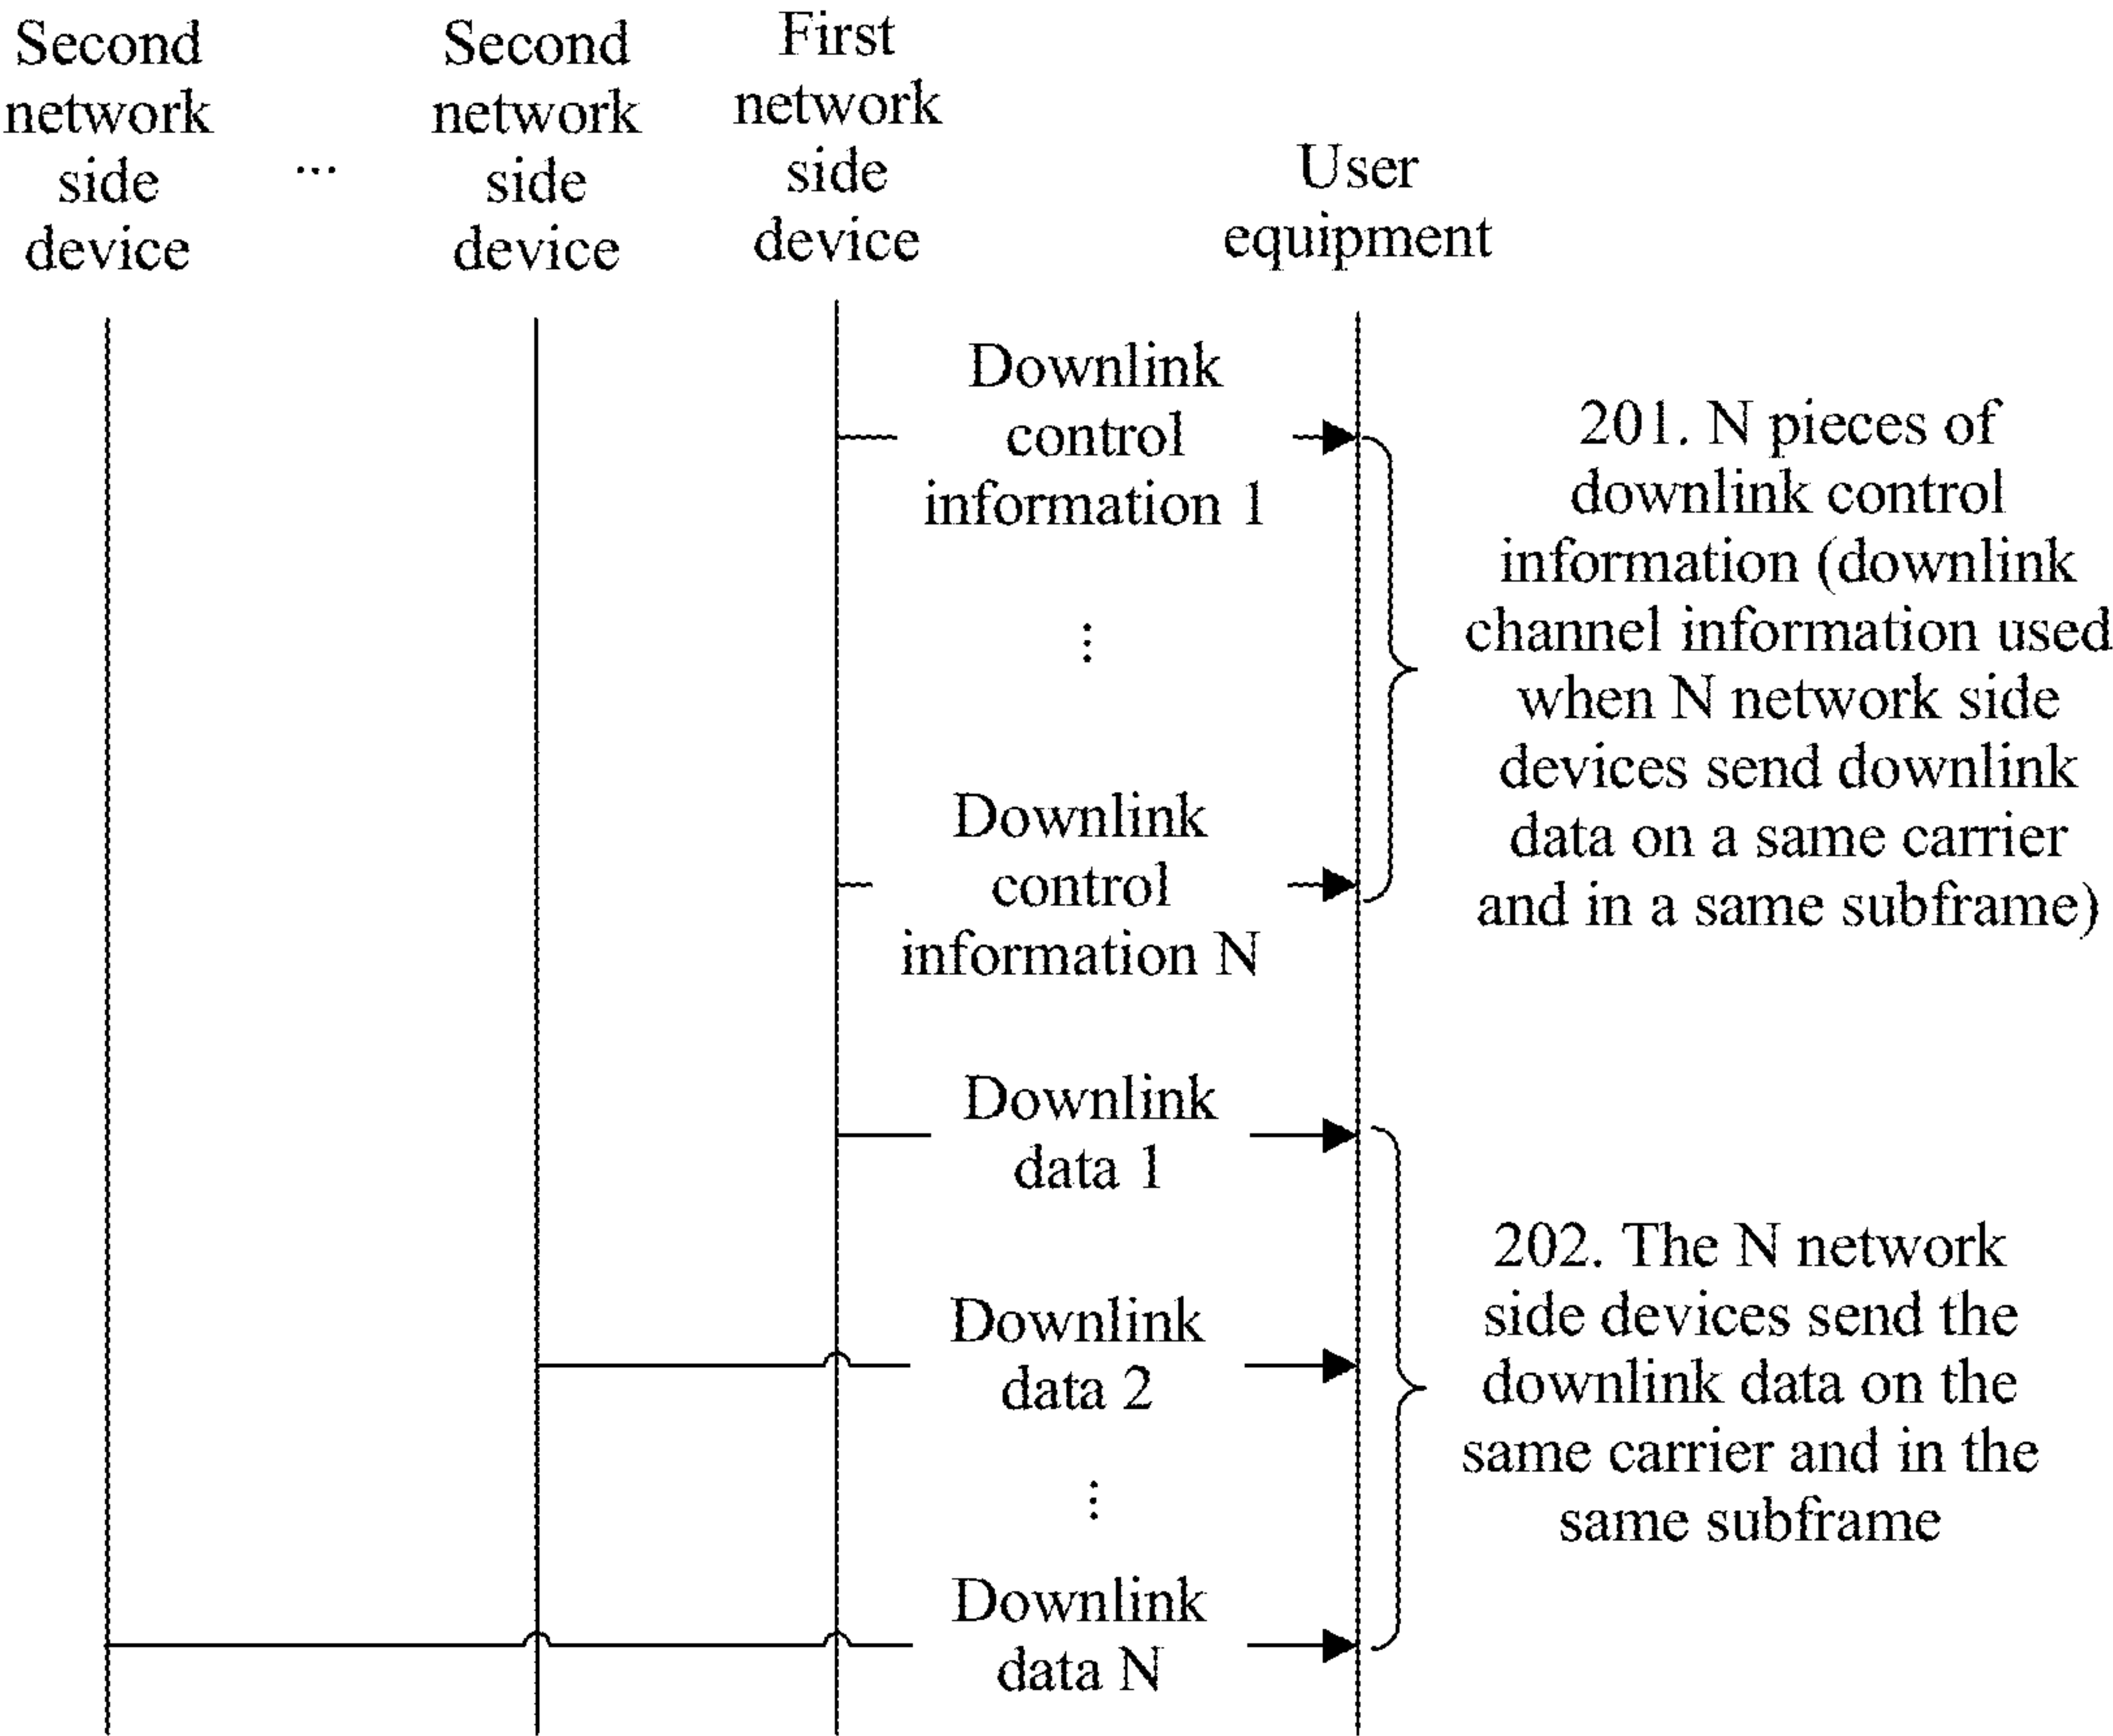 Second
network
side
device
...
Second
network
side
device
First
network
side
device
User
equipment
Downlink
control
information 1
⋮
Downlink
control
information N
201. N pieces of
downlink control
information (downlink
channel information used
when N network side
devices send downlink
data on a same carrier
and in a same subframe)
Downlink
data 1
Downlink
data 2
⋮
Downlink
data N
202. The N network
side devices send the
downlink data on the
same carrier and in the
same subframe